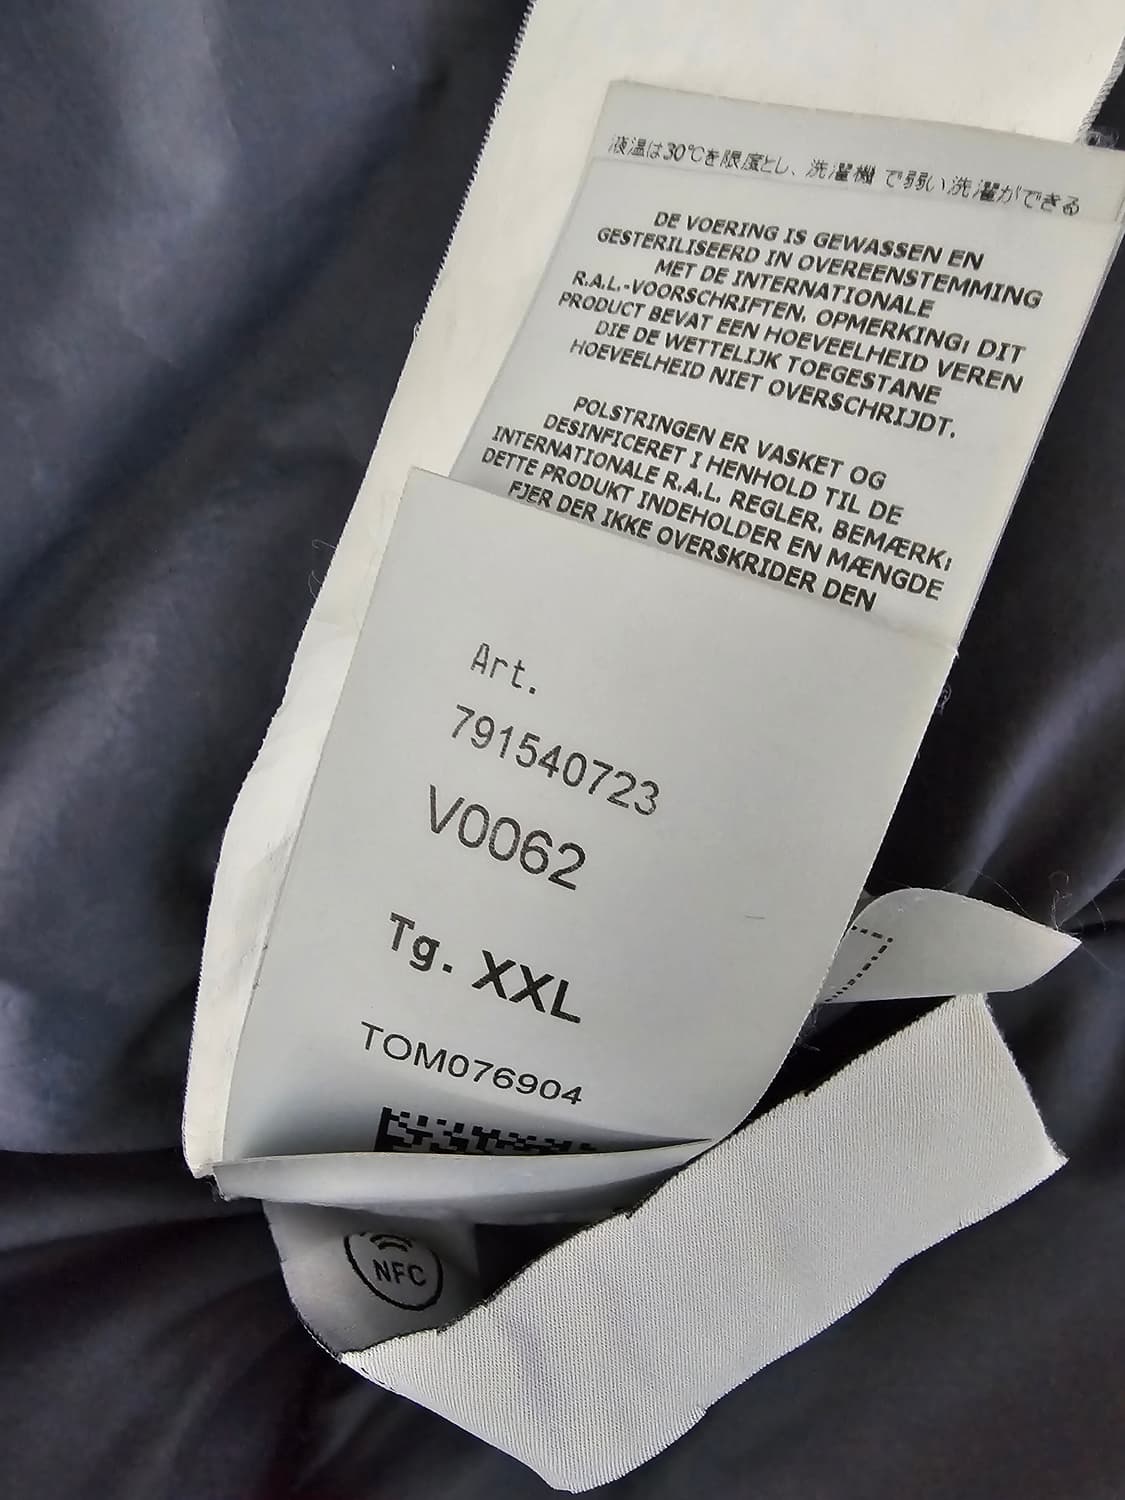 液温は30℃を限度とし、洗濯機 で弱い洗濯ができる
DE VOERING IS GEWASSEN EN
GESTERILISEERD IN OVEREENSTEMMING
MET DE INTERNATIONALE
R.A.L.-VOORSCHRIFTEN. OPMERKING: DIT
PRODUCT BEVAT EEN HOEVEELHEID VEREN
DIE DE WETTELIJK TOEGESTANE
HOEVEELHEID NIET OVERSCHRIJDT.
POLSTRINGEN ER VASKET OG
DESINFICERET I HENHOLD TIL DE
INTERNATIONALE R.A.L. REGLER. BEMÆRK:
DETTE PRODUKT INDEHOLDER EN MÆNGDE
FJER DER IKKE OVERSKRIDER DEN
Art.
791540723
V0062
Tg. XXL
TOM076904
NFC